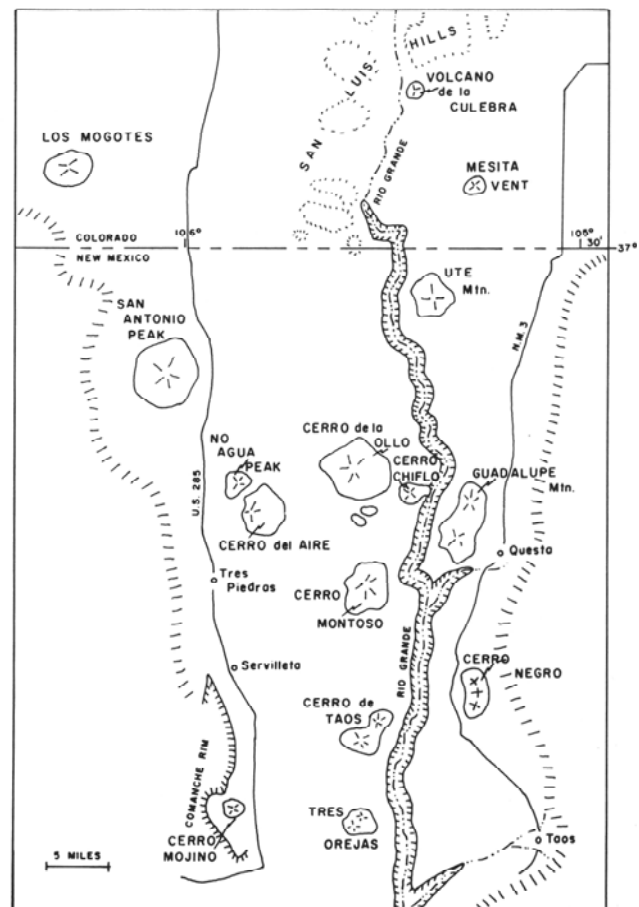 HILLS
LUIS
SAN
VOLCANO
de la
CULEBRA
LOS MOGOTES
RIO GRANDE
MESITA
VENT
106°
COLORADO
NEW MEXICO
106°
30'
37°
UTE
Mtn.
SAN
ANTONIO
PEAK
N.M. 3
CERRO de la
OLLO
NO
AGUA
PEAK
CERRO
CHIFLO
GUADALUPE
Mtn.
U.S. 285
CERRO del AIRE
Questa
Tres
Piedras
CERRO
MONTOSO
RIO GRANDE
Servilleta
CERRO
NEGRO
CERRO de
TAOS
COMANCHE RIM
TRES
OREJAS
CERRO
MOJINO
Taos
5 MILES